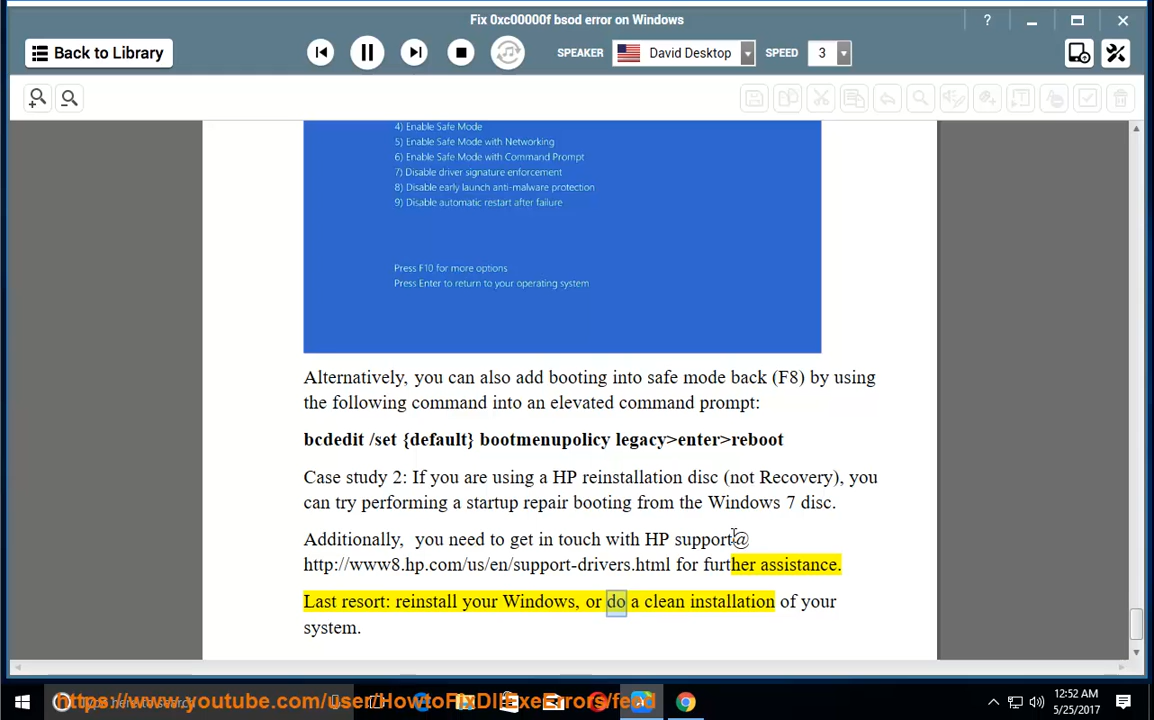 Fix 0xc00000f bsod error on Windows
?
Back to Library
SPEAKER
David Desktop
SPEED
3
4) Enable Safe Mode
5) Enable Safe Mode with Networking
6) Enable Safe Mode with Command Prompt
7) Disable driver signature enforcement
8) Disable early launch anti-malware protection
9) Disable automatic restart after failure
Press F10 for more options
Press Enter to return to your operating system
Alternatively, you can also add booting into safe mode back (F8) by using
the following command into an elevated command prompt:
bcdedit /set {default} bootmenupolicy legacy>enter>reboot
Case study 2: If you are using a HP reinstallation disc (not Recovery), you
can try performing a startup repair booting from the Windows 7 disc.
Additionally, you need to get in touch with HP support@
http://www8.hp.com/us/en/support-drivers.html for further assistance.
Last resort: reinstall your Windows, or do a clean installation of your
system.
https://www.youtube.com/user/HowtoFixDllExeErrors/feed
12:52 AM
5/25/2017